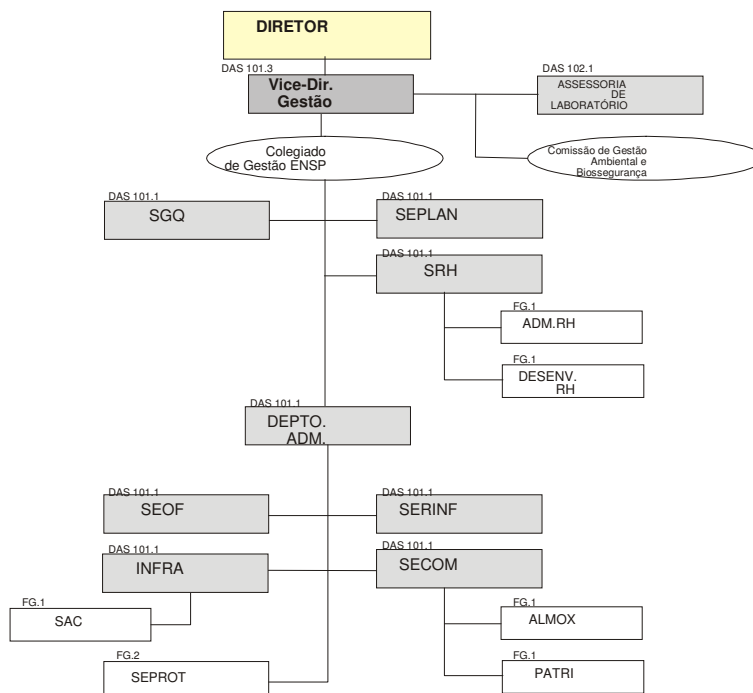 DIRETOR
DAS 101.3
Vice-Dir.
Gestão
DAS 102.1
ASSESSORIA
DE
LABORATÓRIO
Colegiado
de Gestão ENSP
Comissão de Gestão
Ambiental e
Biossegurança
DAS 101.1
SGQ
DAS 101.1
SEPLAN
DAS 101.1
SRH
FG.1
ADM.RH
FG.1
DESENV.
RH
DAS 101.1
DEPTO.
ADM.
DAS 101.1
SEOF
DAS 101.1
SERINF
DAS 101.1
INFRA
DAS 101.1
SECOM
FG.1
SAC
FG.1
ALMOX
FG.2
SEPROT
FG.1
PATRI